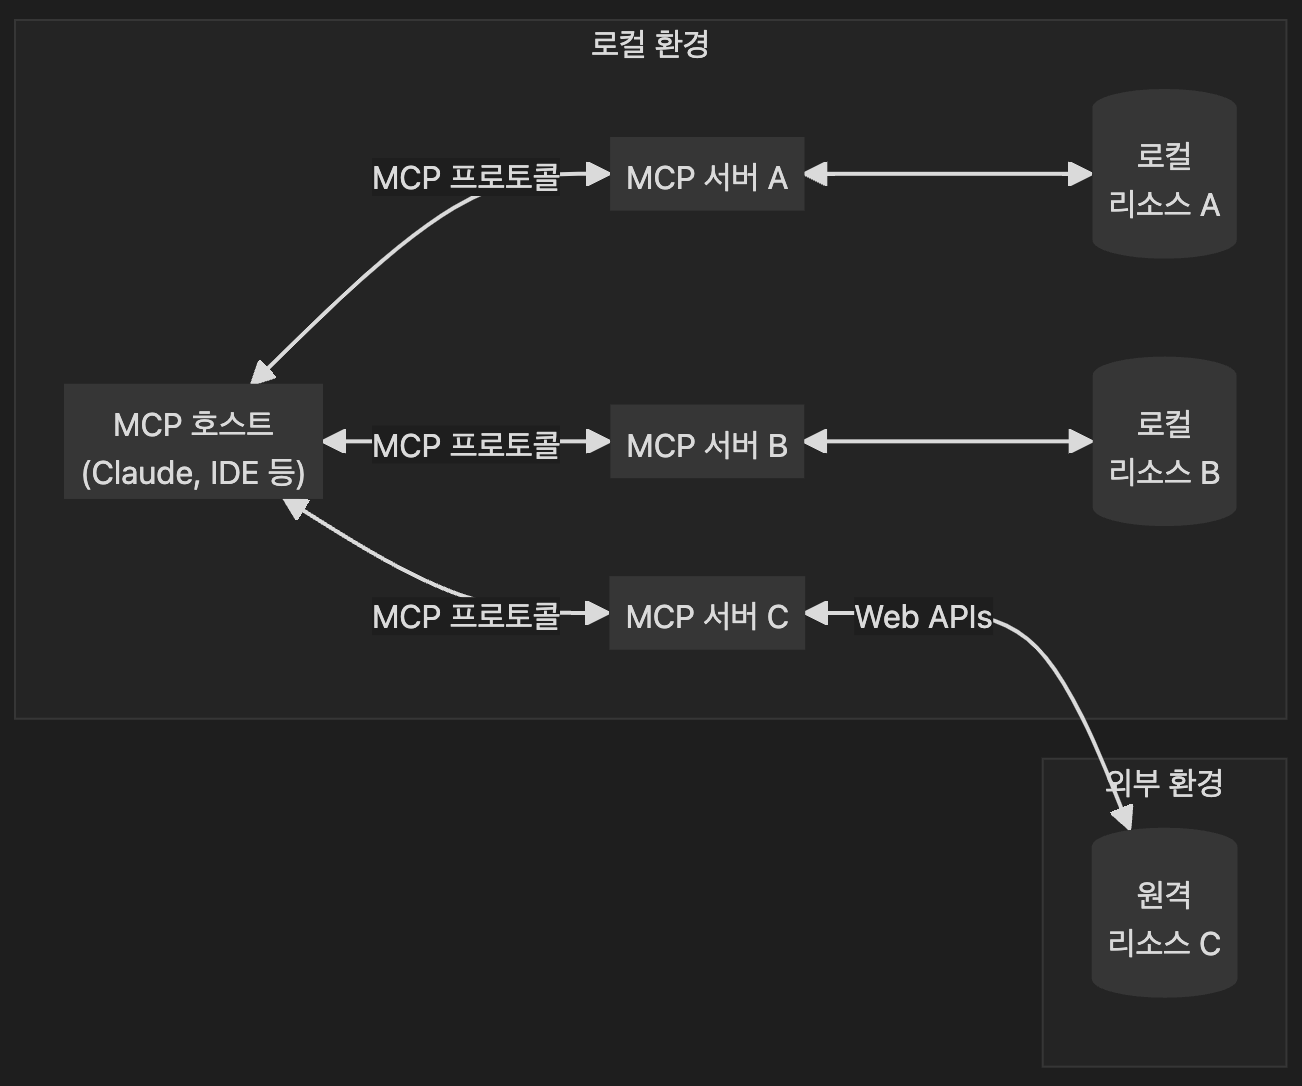 로컬 환경
MCP 프로토콜
MCP 서버 A
로컬
리소스 A
MCP 호스트
(Claude, IDE 등)
MCP 프로토콜
MCP 서버 B
로컬
리소스 B
MCP 프로토콜
MCP 서버 C
Web APIs
외부 환경
원격
리소스 C